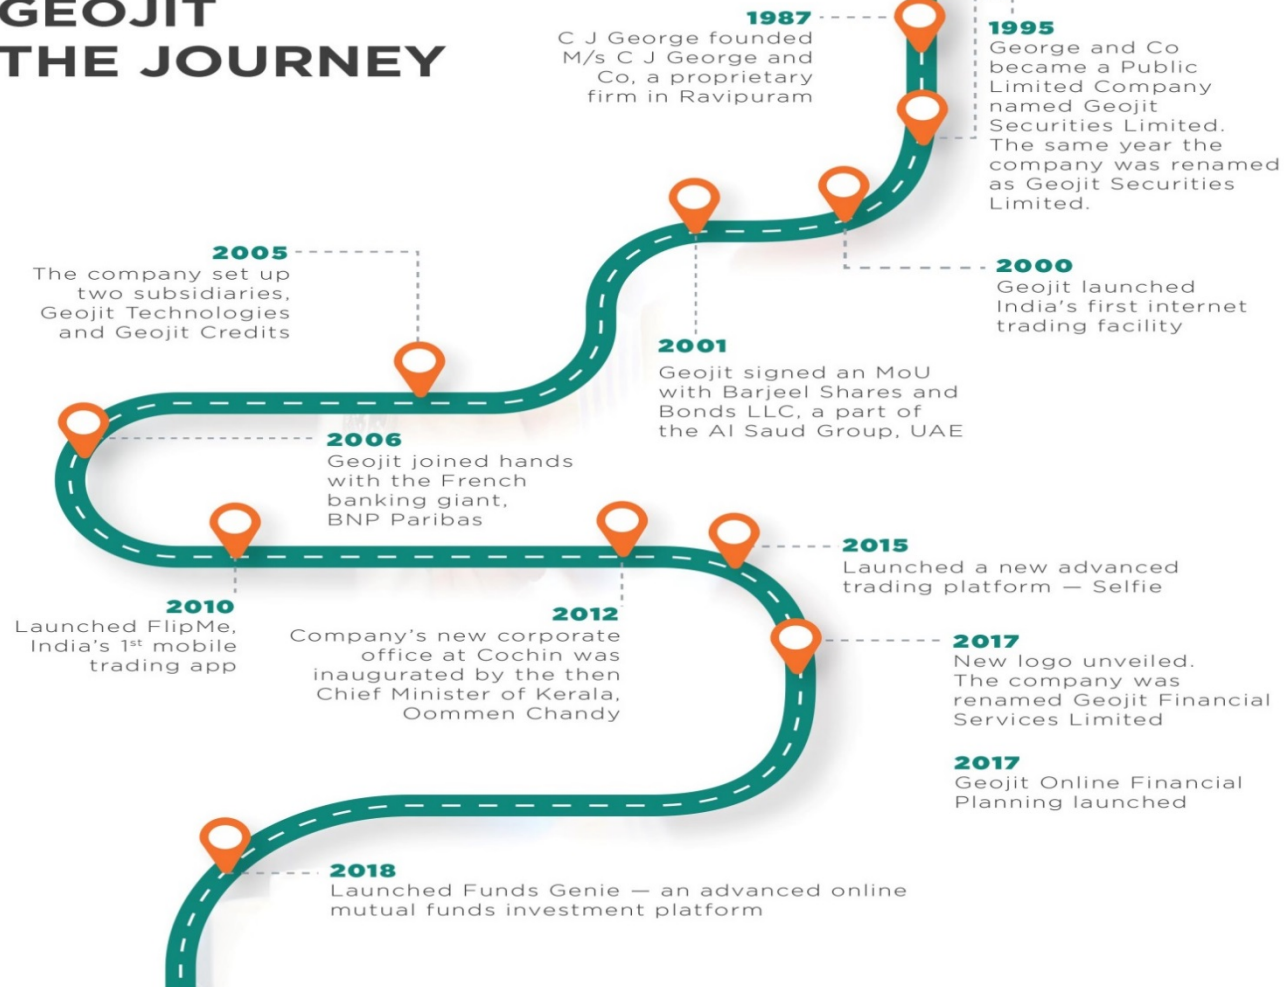 GEOJIT
THE JOURNEY
1987
C J George founded
M/s C J George and
Co, a proprietary
firm in Ravipuram
1995
George and Co
became a Public
Limited Company
named Geojit
Securities Limited.
The same year the
company was renamed
as Geojit Securities
Limited.
2000
Geojit launched
India's first internet
trading facility
2001
Geojit signed an MoU
with Barjeel Shares and
Bonds LLC, a part of
the Al Saud Group, UAE
2005
The company set up
two subsidiaries,
Geojit Technologies
and Geojit Credits
2006
Geojit joined hands
with the French
banking giant,
BNP Paribas
2010
Launched FlipMe,
India's 1st mobile
trading app
2012
Company's new corporate
office at Cochin was
inaugurated by the then
Chief Minister of Kerala,
Oommen Chandy
2015
Launched a new advanced
trading platform — Selfie
2017
New logo unveiled.
The company was
renamed Geojit Financial
Services Limited
2017
Geojit Online Financial
Planning launched
2018
Launched Funds Genie — an advanced online
mutual funds investment platform